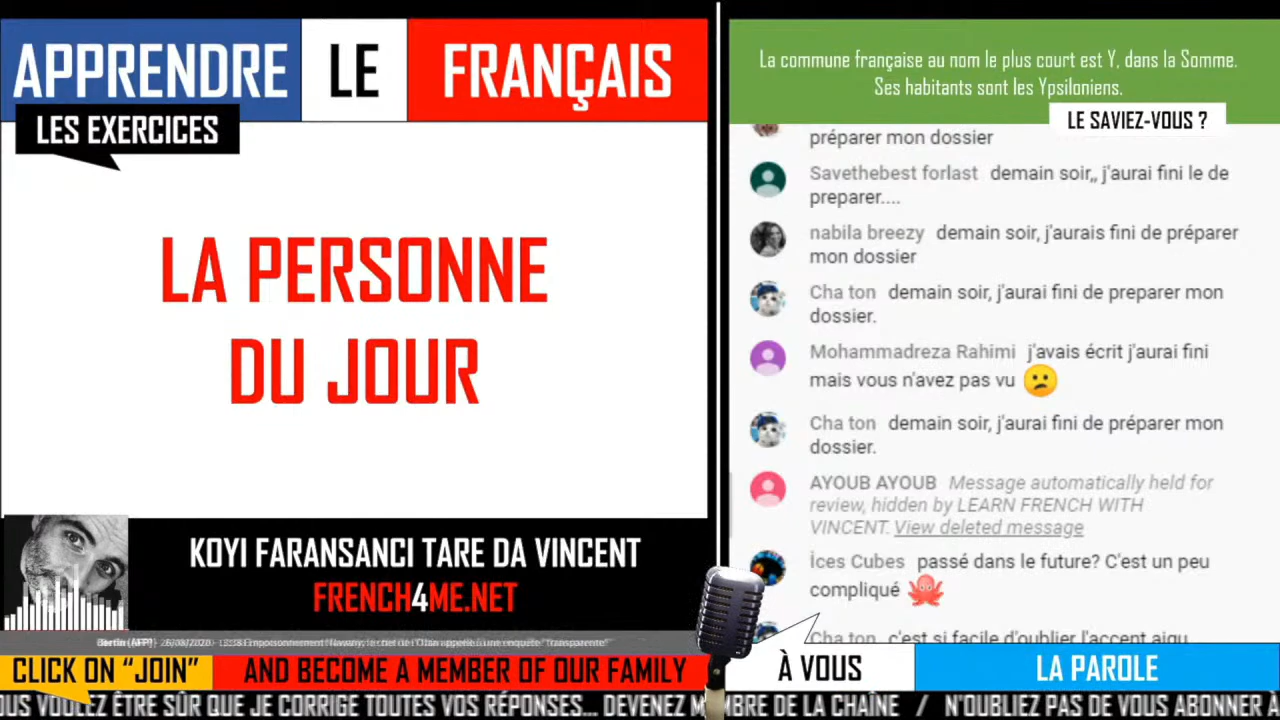 APPRENDRE LE FRANÇAIS
LES EXERCICES
LA PERSONNE
DU JOUR
KOYI FARANSANCI TARE DA VINCENT
FRENCH4ME.NET
CLICK ON “JOIN” AND BECOME A MEMBER OF OUR FAMILY
La commune française au nom le plus court est Y, dans la Somme.
Ses habitants sont les Ypsiloniens.
LE SAVIEZ-VOUS ?
préparer mon dossier
Savethebest forlast demain soir,, j'aurai fini le de
preparer....
nabila breezy demain soir, j'aurais fini de préparer
mon dossier
Cha ton demain soir, j'aurai fini de preparer mon
dossier.
Mohammadreza Rahimi j'avais écrit j'aurai fini
mais vous n'avez pas vu
Cha ton demain soir, j'aurai fini de préparer mon
dossier.
AYOUB AYOUB Message automatically held for
review, hidden by LEARN FRENCH WITH
VINCENT. View deleted message
İces Cubes passé dans le future? C'est un peu
compliqué
Cha ton c'est si facile d'oublier l'accent aigu
À VOUS LA PAROLE
VOULEZ ÊTRE SÛR QUE JE CORRIGE TOUTES VOS RÉPONSES... DEVENEZ MEMBRE DE LA CHAÎNE / N'OUBLIEZ PAS DE VOUS ABONNER À